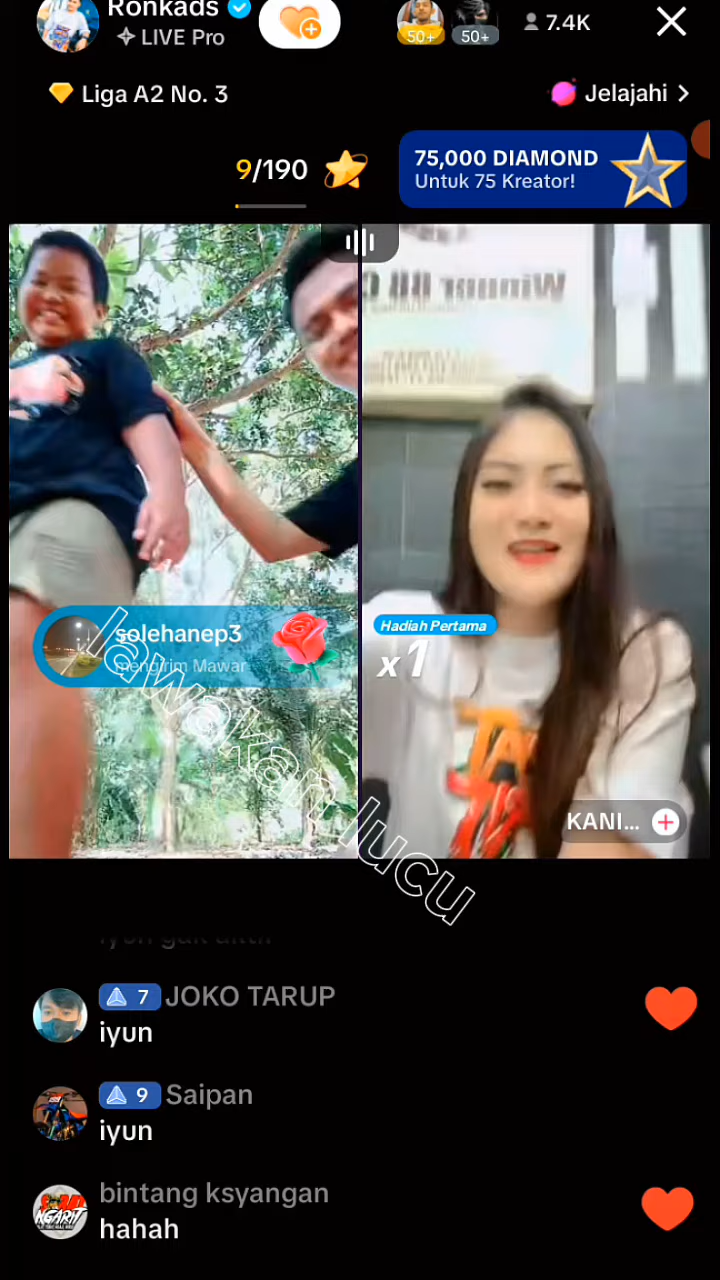 Ronkads
LIVE Pro
50+
50+
7.4K
Liga A2 No. 3
Jelajahi
9/190
75,000 DIAMOND
Untuk 75 Kreator!
Winner
solehanep3
mengirim Mawar
Hadiah Pertama
x1
KANI...
lawakan lucu
7 JOKO TARUP
iyun
9 Saipan
iyun
bintang ksyangan
hahah